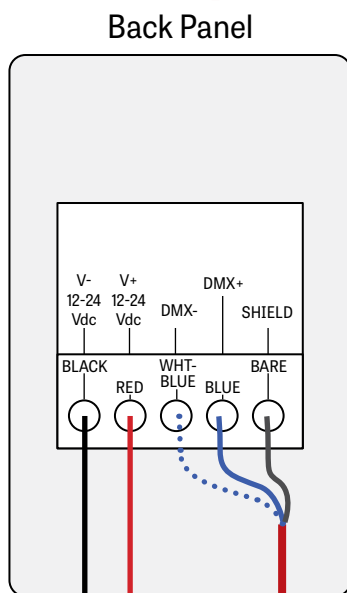 Back Panel
V-
12-24
Vdc
V+
12-24
Vdc
DMX-
DMX+
SHIELD
BLACK
RED
WHT-
BLUE
BLUE
BARE